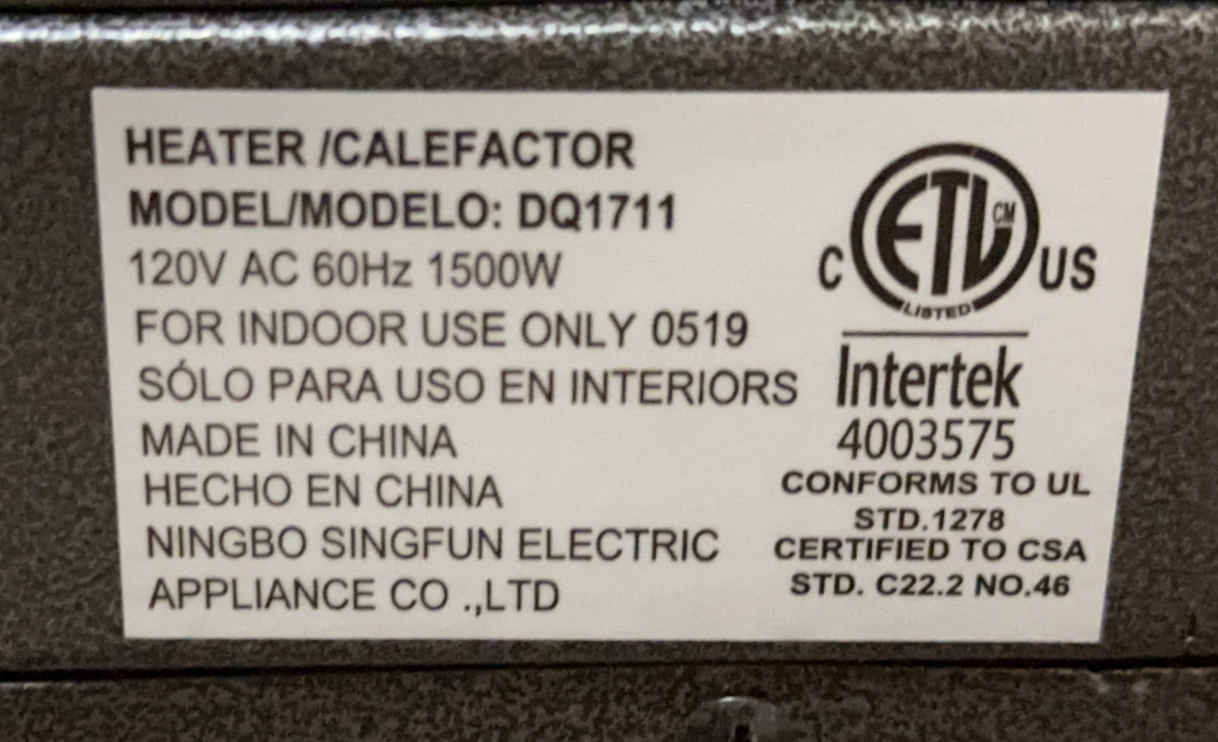 HEATER /CALEFACTOR
MODEL/MODELO: DQ1711
120V AC 60Hz 1500W
FOR INDOOR USE ONLY 0519
SÓLO PARA USO EN INTERIORS
MADE IN CHINA
HECHO EN CHINA
NINGBO SINGFUN ELECTRIC
APPLIANCE CO .,LTD
C ETL CM US
LISTED
Intertek
4003575
CONFORMS TO UL
STD.1278
CERTIFIED TO CSA
STD. C22.2 NO.46